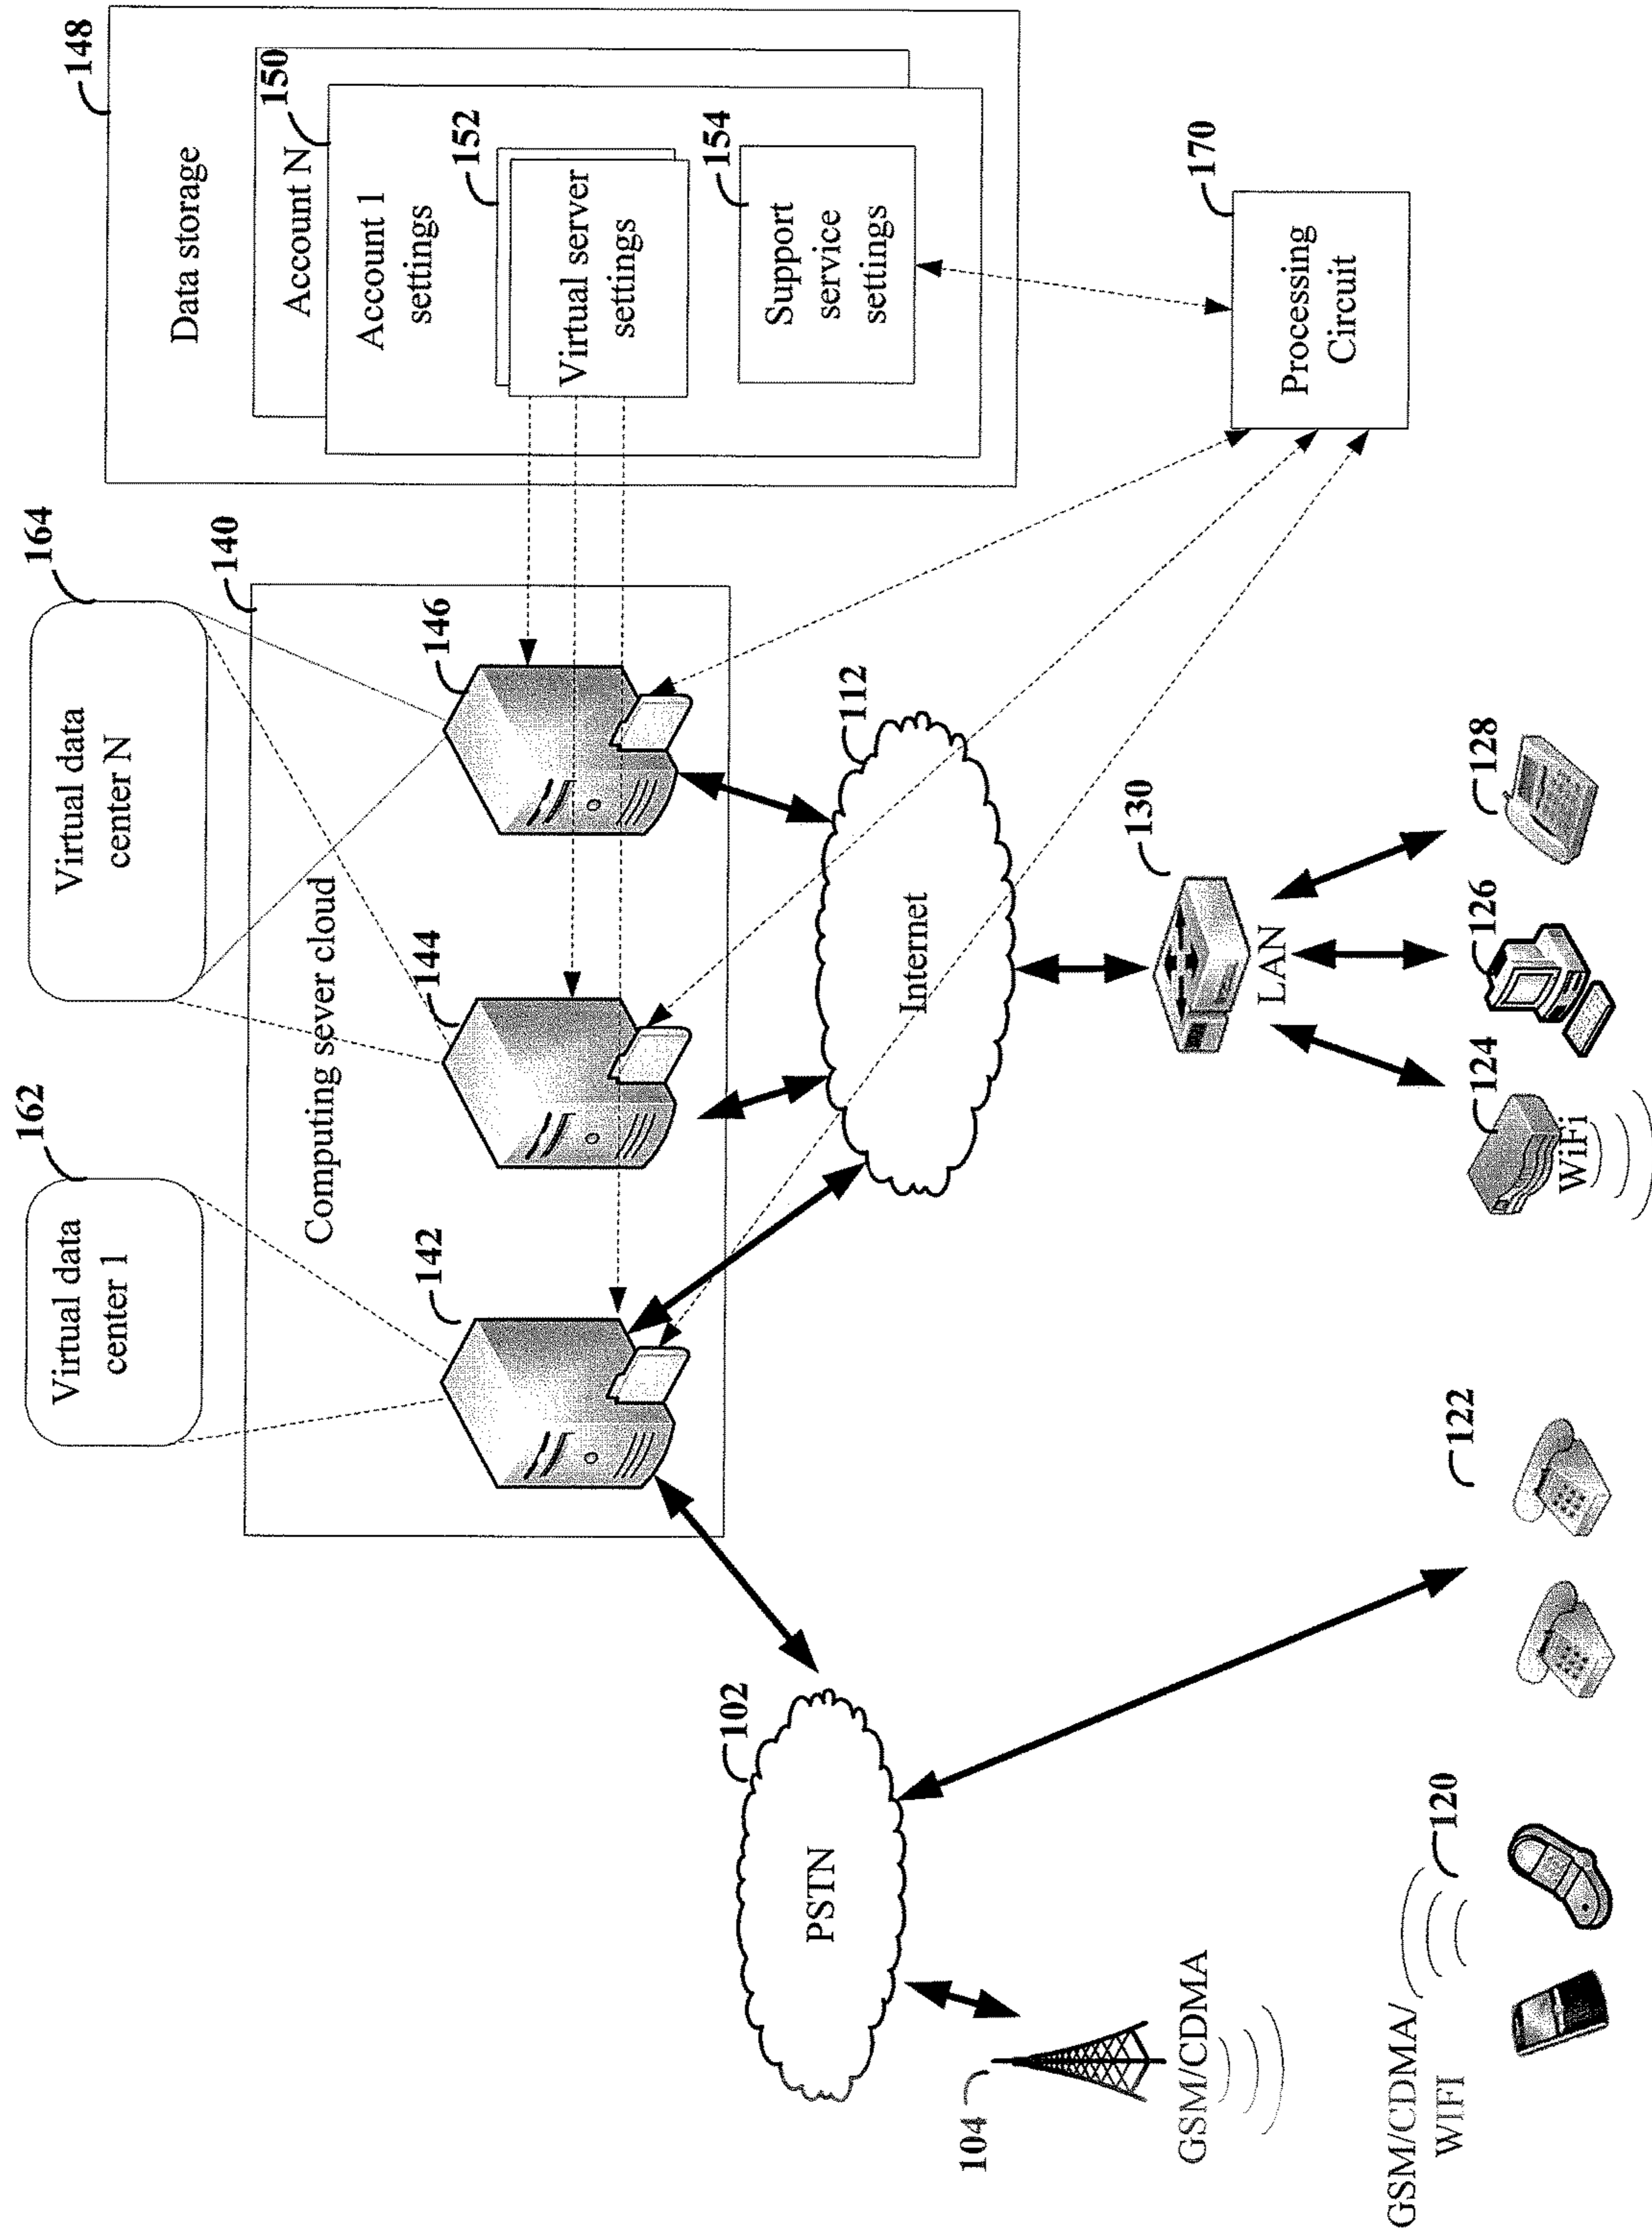 162
Virtual data
center 1
164
Virtual data
center N
148
Data storage
140
Computing sever cloud
142
144
146
150
Account N
Account 1
settings
152
Virtual server
settings
154
Support
service
settings
102
PSTN
112
Internet
170
Processing
Circuit
104
GSM/CDMA
130
LAN
GSM/CDMA/
WIFI
120
122
124
WiFi
126
128